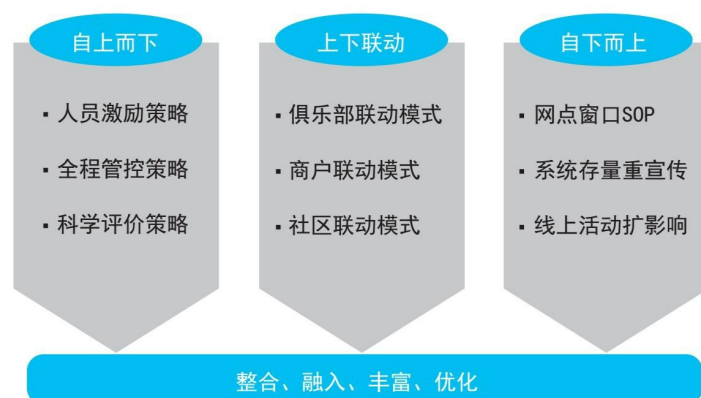 自上而下
▪ 人员激励策略
▪ 全程管控策略
▪ 科学评价策略
上下联动
▪ 俱乐部联动模式
▪ 商户联动模式
▪ 社区联动模式
自下而上
▪ 网点窗口SOP
▪ 系统存量重宣传
▪ 线上活动扩影响
整合、融入、丰富、优化